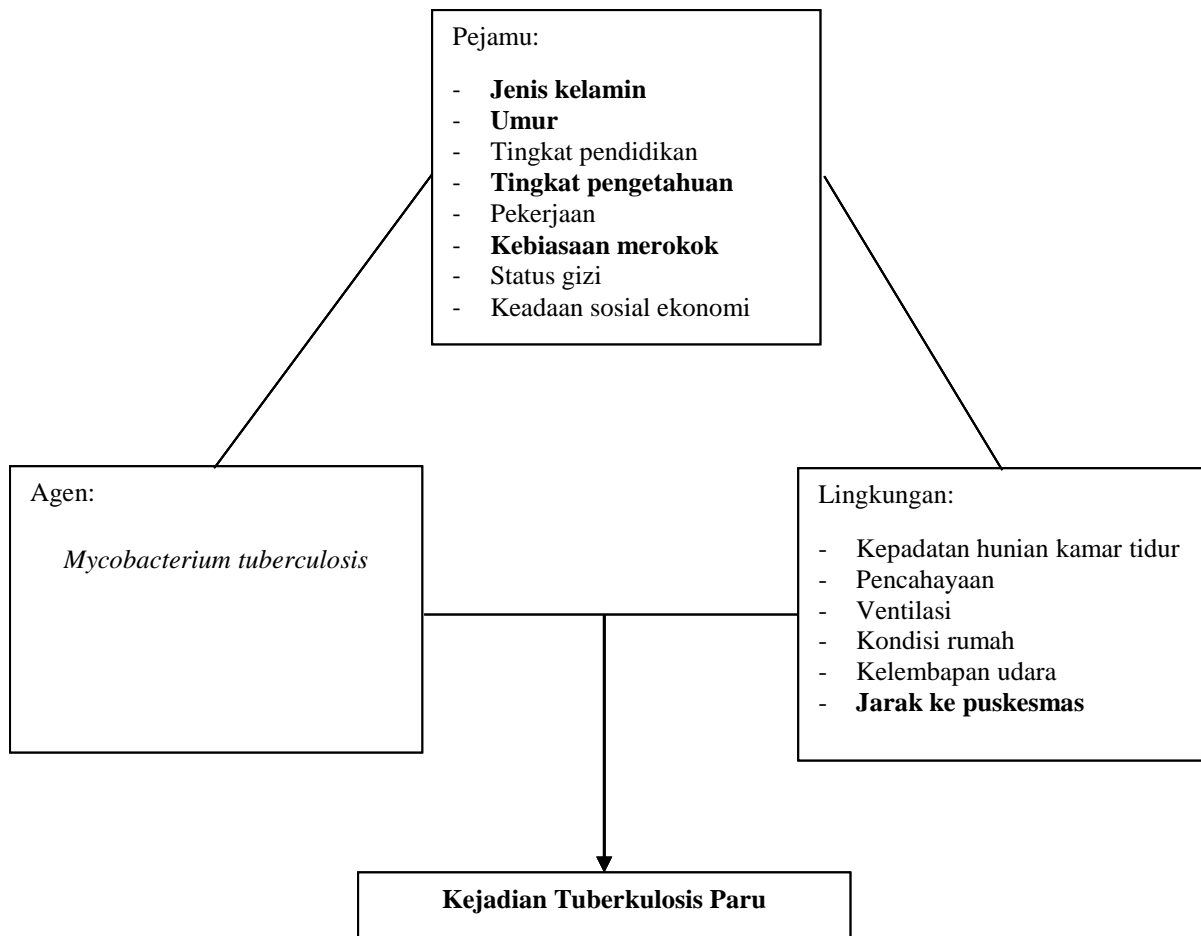 Pejamu:
- Jenis kelamin
- Umur
- Tingkat pendidikan
- Tingkat pengetahuan
- Pekerjaan
- Kebiasaan merokok
- Status gizi
- Keadaan sosial ekonomi
Agen:
Mycobacterium tuberculosis
Lingkungan:
- Kepadatan hunian kamar tidur
- Pencahayaan
- Ventilasi
- Kondisi rumah
- Kelembapan udara
- Jarak ke puskesmas
Kejadian Tuberkulosis Paru